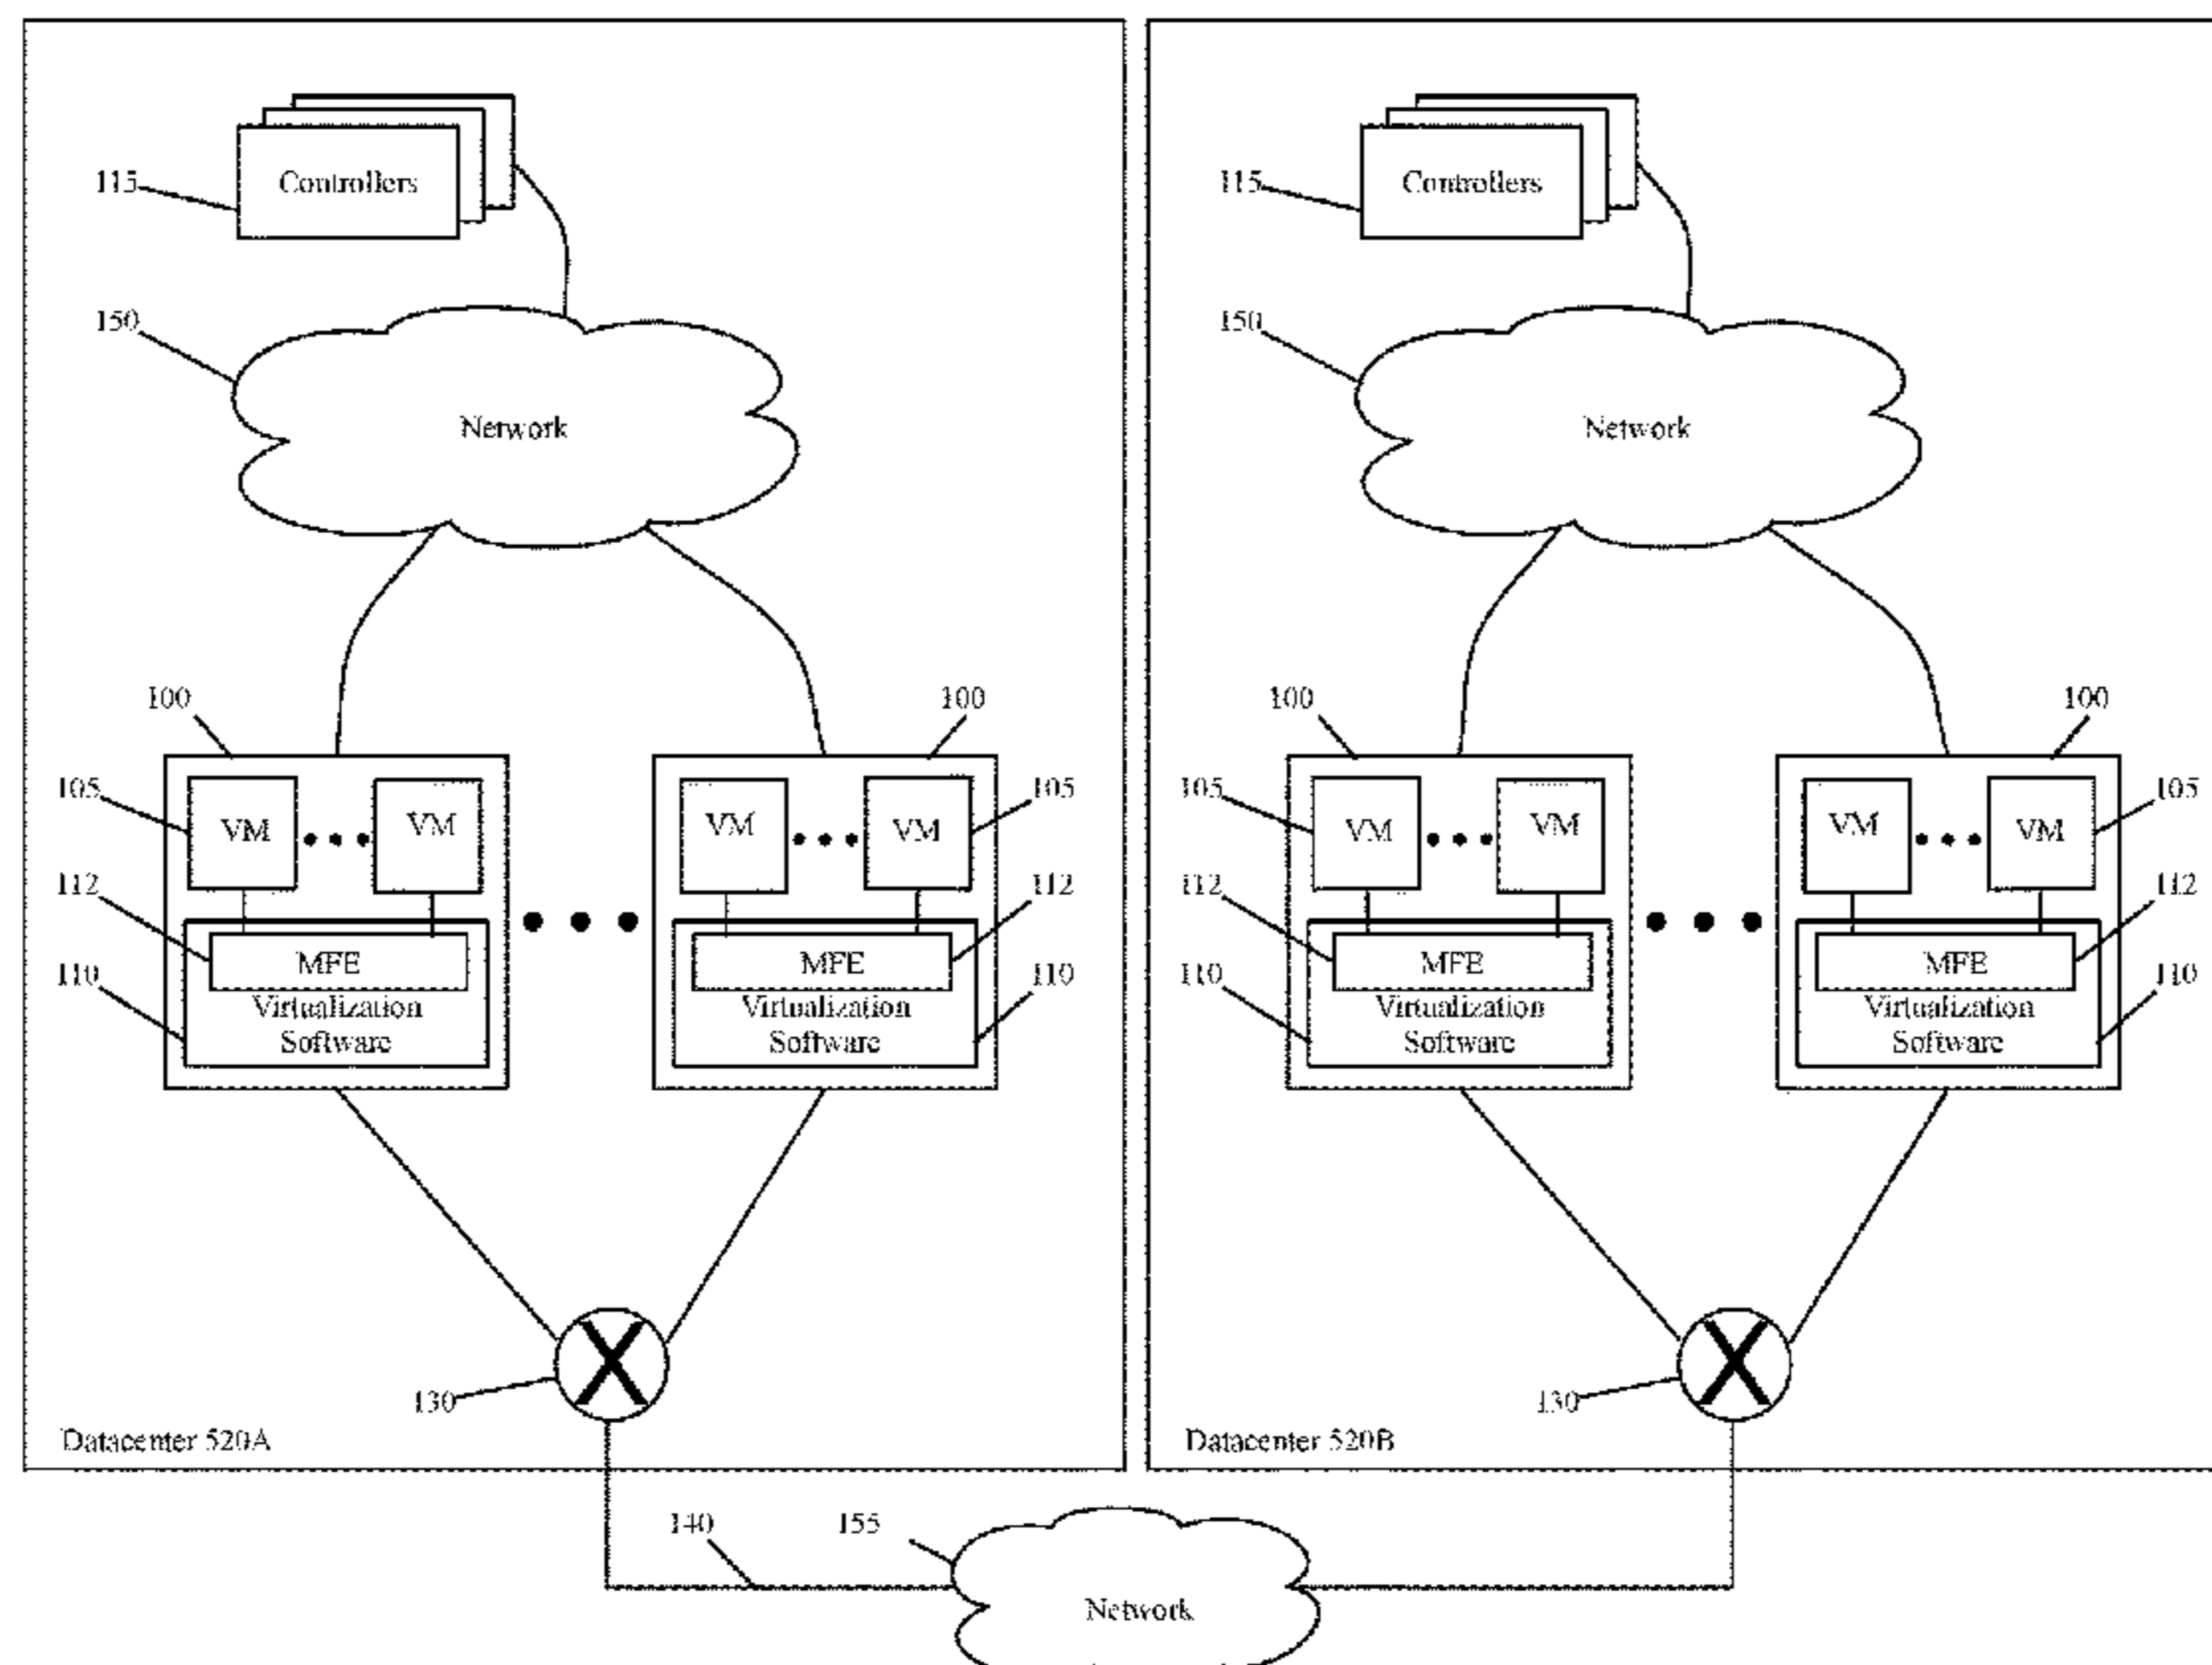 115
Controllers
150
Network
100
100
105
VM
VM
VM
VM
105
112
112
MFE
MFE
110
110
Virtualization
Software
Virtualization
Software
130
Datacenter 520A
115
Controllers
150
Network
100
100
105
VM
VM
VM
VM
105
112
112
MFE
MFE
110
110
Virtualization
Software
Virtualization
Software
130
Datacenter 520B
140
155
Network